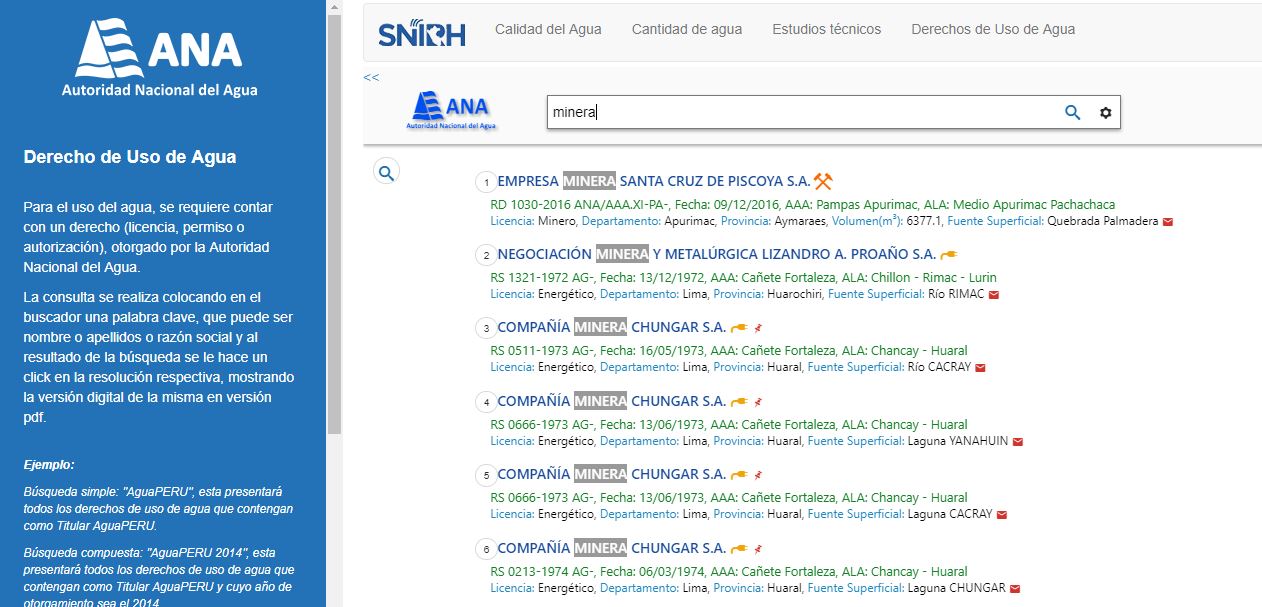 ANA
Autoridad Nacional del Agua
Derecho de Uso de Agua
Para el uso del agua, se requiere contar
con un derecho (licencia, permiso o
autorización), otorgado por la Autoridad
Nacional del Agua.
La consulta se realiza colocando en el
buscador una palabra clave, que puede ser
nombre o apellidos o razón social y al
resultado de la búsqueda se le hace un
click en la resolución respectiva, mostrando
la versión digital de la misma en versión
pdf.
Ejemplo:
Búsqueda simple: "AguaPERU", esta presentará
todos los derechos de uso de agua que contengan
como Titular AguaPERU.
Búsqueda compuesta: "AguaPERU 2014", esta
presentará todos los derechos de uso de agua que
contengan como Titular AguaPERU y cuyo año de
otorgamiento sea el 2014
SNIRH Calidad del Agua Cantidad de agua Estudios técnicos Derechos de Uso de Agua
<<
ANA
Autoridad Nacional del Agua
minera
1 EMPRESA MINERA SANTA CRUZ DE PISCOYA S.A.
RD 1030-2016 ANA/AAA.XI-PA-, Fecha: 09/12/2016, AAA: Pampas Apurimac, ALA: Medio Apurimac Pachachaca
Licencia: Minero, Departamento: Apurimac, Provincia: Aymaraes, Volumen(m³): 6377.1, Fuente Superficial: Quebrada Palmadera
2 NEGOCIACIÓN MINERA Y METALÚRGICA LIZANDRO A. PROAÑO S.A.
RS 1321-1972 AG-, Fecha: 13/12/1972, AAA: Cañete Fortaleza, ALA: Chillon - Rimac - Lurin
Licencia: Energético, Departamento: Lima, Provincia: Huarochiri, Fuente Superficial: Río RIMAC
3 COMPAÑÍA MINERA CHUNGAR S.A.
RS 0511-1973 AG-, Fecha: 16/05/1973, AAA: Cañete Fortaleza, ALA: Chancay - Huaral
Licencia: Energético, Departamento: Lima, Provincia: Huaral, Fuente Superficial: Río CACRAY
4 COMPAÑÍA MINERA CHUNGAR S.A.
RS 0666-1973 AG-, Fecha: 13/06/1973, AAA: Cañete Fortaleza, ALA: Chancay - Huaral
Licencia: Energético, Departamento: Lima, Provincia: Huaral, Fuente Superficial: Laguna YANAHUIN
5 COMPAÑÍA MINERA CHUNGAR S.A.
RS 0666-1973 AG-, Fecha: 13/06/1973, AAA: Cañete Fortaleza, ALA: Chancay - Huaral
Licencia: Energético, Departamento: Lima, Provincia: Huaral, Fuente Superficial: Laguna CACRAY
6 COMPAÑÍA MINERA CHUNGAR S.A.
RS 0213-1974 AG-, Fecha: 06/03/1974, AAA: Cañete Fortaleza, ALA: Chancay - Huaral
Licencia: Energético, Departamento: Lima, Provincia: Huaral, Fuente Superficial: Laguna CHUNGAR